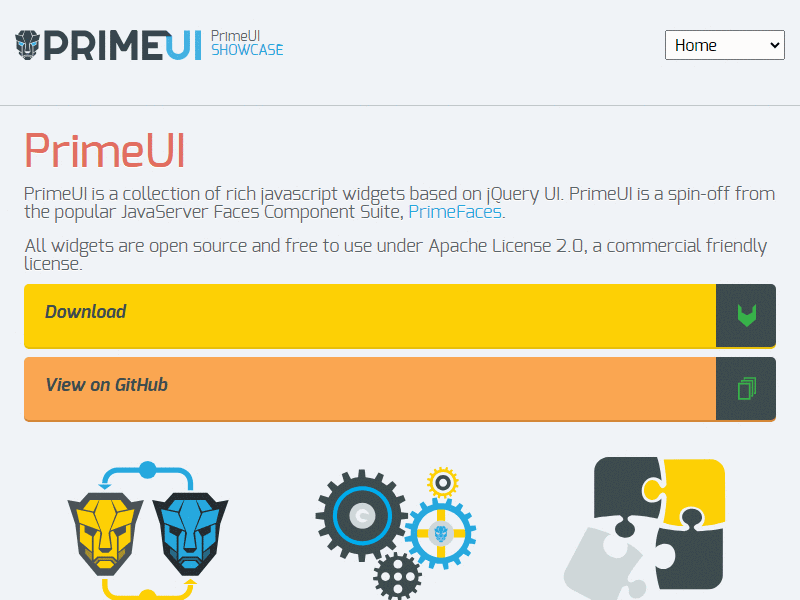 PRIMEUI
PrimeUI
SHOWCASE
Home
PrimeUI
PrimeUI is a collection of rich javascript widgets based on jQuery UI. PrimeUI is a spin-off from
the popular JavaServer Faces Component Suite, PrimeFaces.
All widgets are open source and free to use under Apache License 2.0, a commercial friendly
license.
Download
View on GitHub